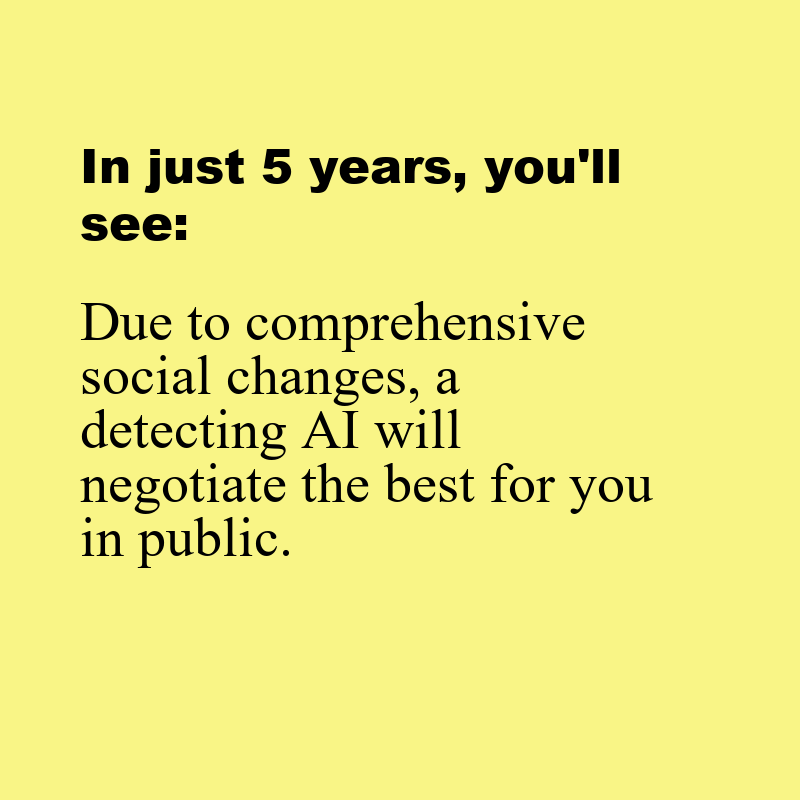 In just 5 years, you'll
see:
Due to comprehensive
social changes, a
detecting AI will
negotiate the best for you
in public.